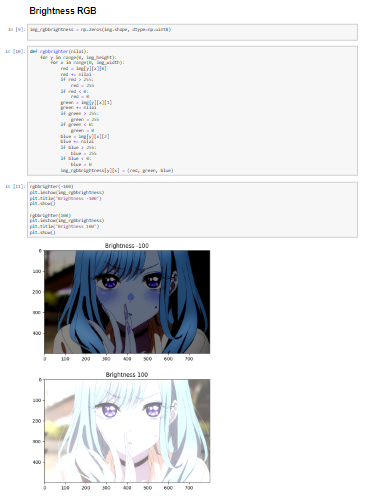 Brightness RGB
In [9]: img_rgbbrightness = np.zeros(img.shape, dtype=np.uint8)
In [10]: def rgbbrighter(nilai):
for y in range(0, img_height):
for x in range(0, img_width):
red = img[y][x][0]
red += nilai
if red > 255:
red = 255
if red < 0:
red = 0
green = img[y][x][1]
green += nilai
if green > 255:
green = 255
if green < 0:
green = 0
blue = img[y][x][2]
blue += nilai
if blue > 255:
blue = 255
if blue < 0:
blue = 0
img_rgbbrightness[y][x] = (red, green, blue)
In [11]: rgbbrighter(-100)
plt.imshow(img_rgbbrightness)
plt.title("Brightness -100")
plt.show()
rgbbrighter(100)
plt.imshow(img_rgbbrightness)
plt.title("Brightness 100")
plt.show()
Brightness -100
0
100
200
300
400
0 100 200 300 400 500 600 700
Brightness 100
0
100
200
300
400
0 100 200 300 400 500 600 700